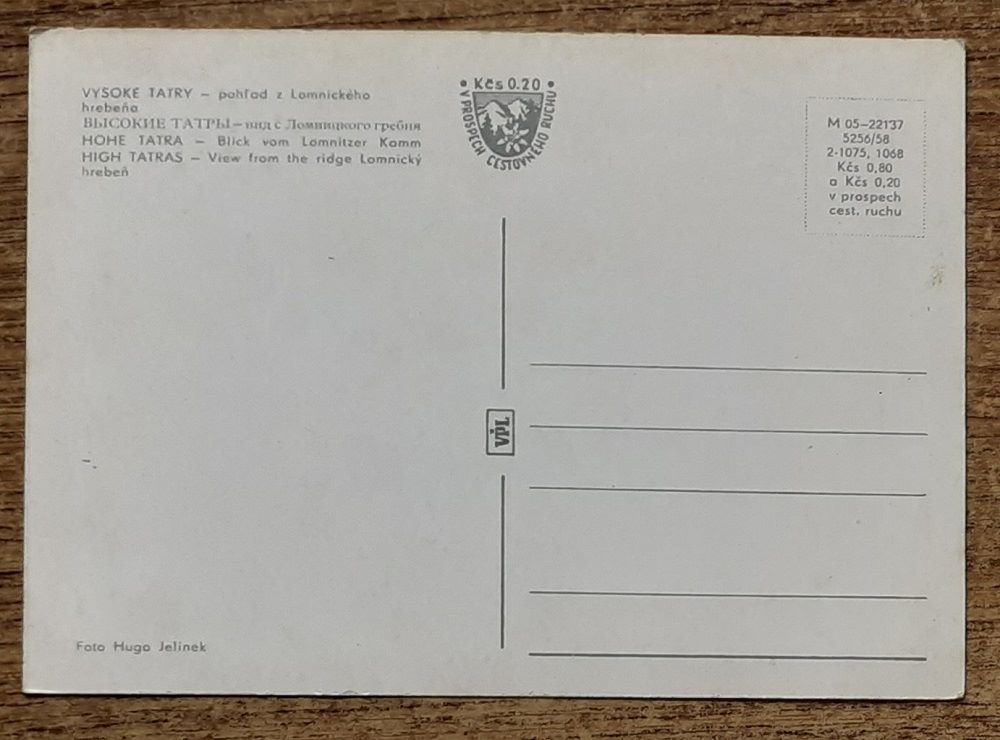 VYSOKE TATRY – pohľad z Lomnického
hrebeňa
ВЫСОКИЕ ТАТРЫ – вид с Ломницкого гребня
HOHE TATRA – Blick vom Lomnitzer Kamm
HIGH TATRAS – View from the ridge Lomnický
hrebeň
• Kčs 0.20 •
V PROSPECH CESTOVNÉHO RUCHU
M 05-22137
5256/58
2-1075, 1068
Kčs 0,80
a Kčs 0,20
v prospech
cest. ruchu
VPL
Foto Hugo Jelínek